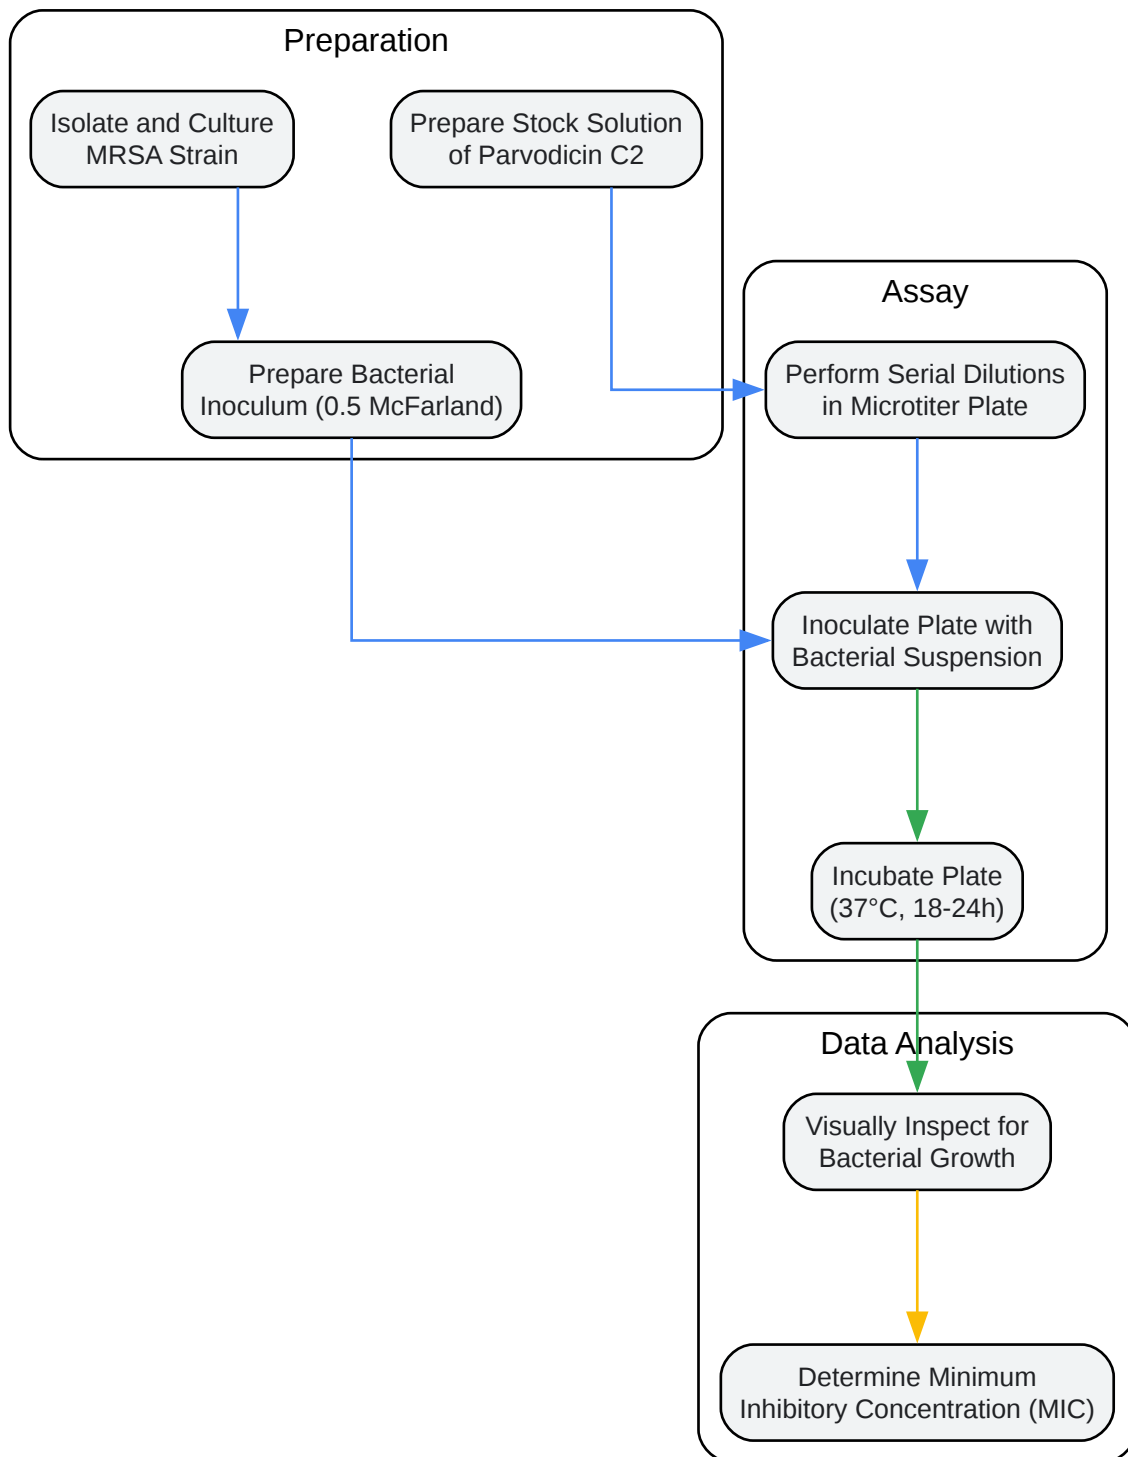 Preparation
Isolate and Culture
MRSA Strain
Prepare Stock Solution
of Parvodicin C2
Prepare Bacterial
Inoculum (0.5 McFarland)
Assay
Perform Serial Dilutions
in Microtiter Plate
Inoculate Plate with
Bacterial Suspension
Incubate Plate
(37°C, 18-24h)
Data Analysis
Visually Inspect for
Bacterial Growth
Determine Minimum
Inhibitory Concentration (MIC)